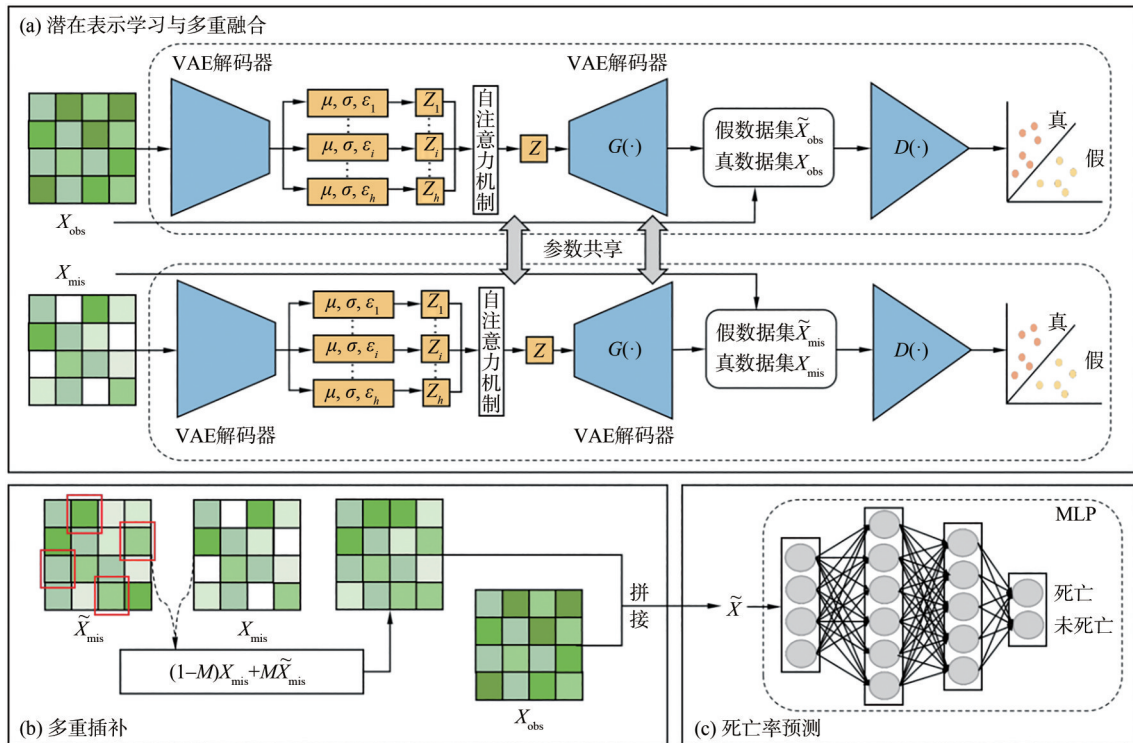 (a) 潜在表示学习与多重融合
VAE解码器
VAE解码器
μ, σ, ε₁
Z₁
μ, σ, εᵢ
Zᵢ
μ, σ, εₕ
Zₕ
自注意力机制
Z
G(·)
假数据集X̃obs
真数据集Xobs
D(·)
真
假
Xobs
参数共享
Xmis
μ, σ, ε₁
Z₁
μ, σ, εᵢ
Zᵢ
μ, σ, εₕ
Zₕ
自注意力机制
Z
G(·)
假数据集X̃mis
真数据集Xmis
D(·)
真
假
VAE解码器
VAE解码器
X̃mis
Xmis
(1–M)Xmis+MX̃mis
Xobs
拼接
(b) 多重插补
X̃
MLP
死亡
未死亡
(c) 死亡率预测